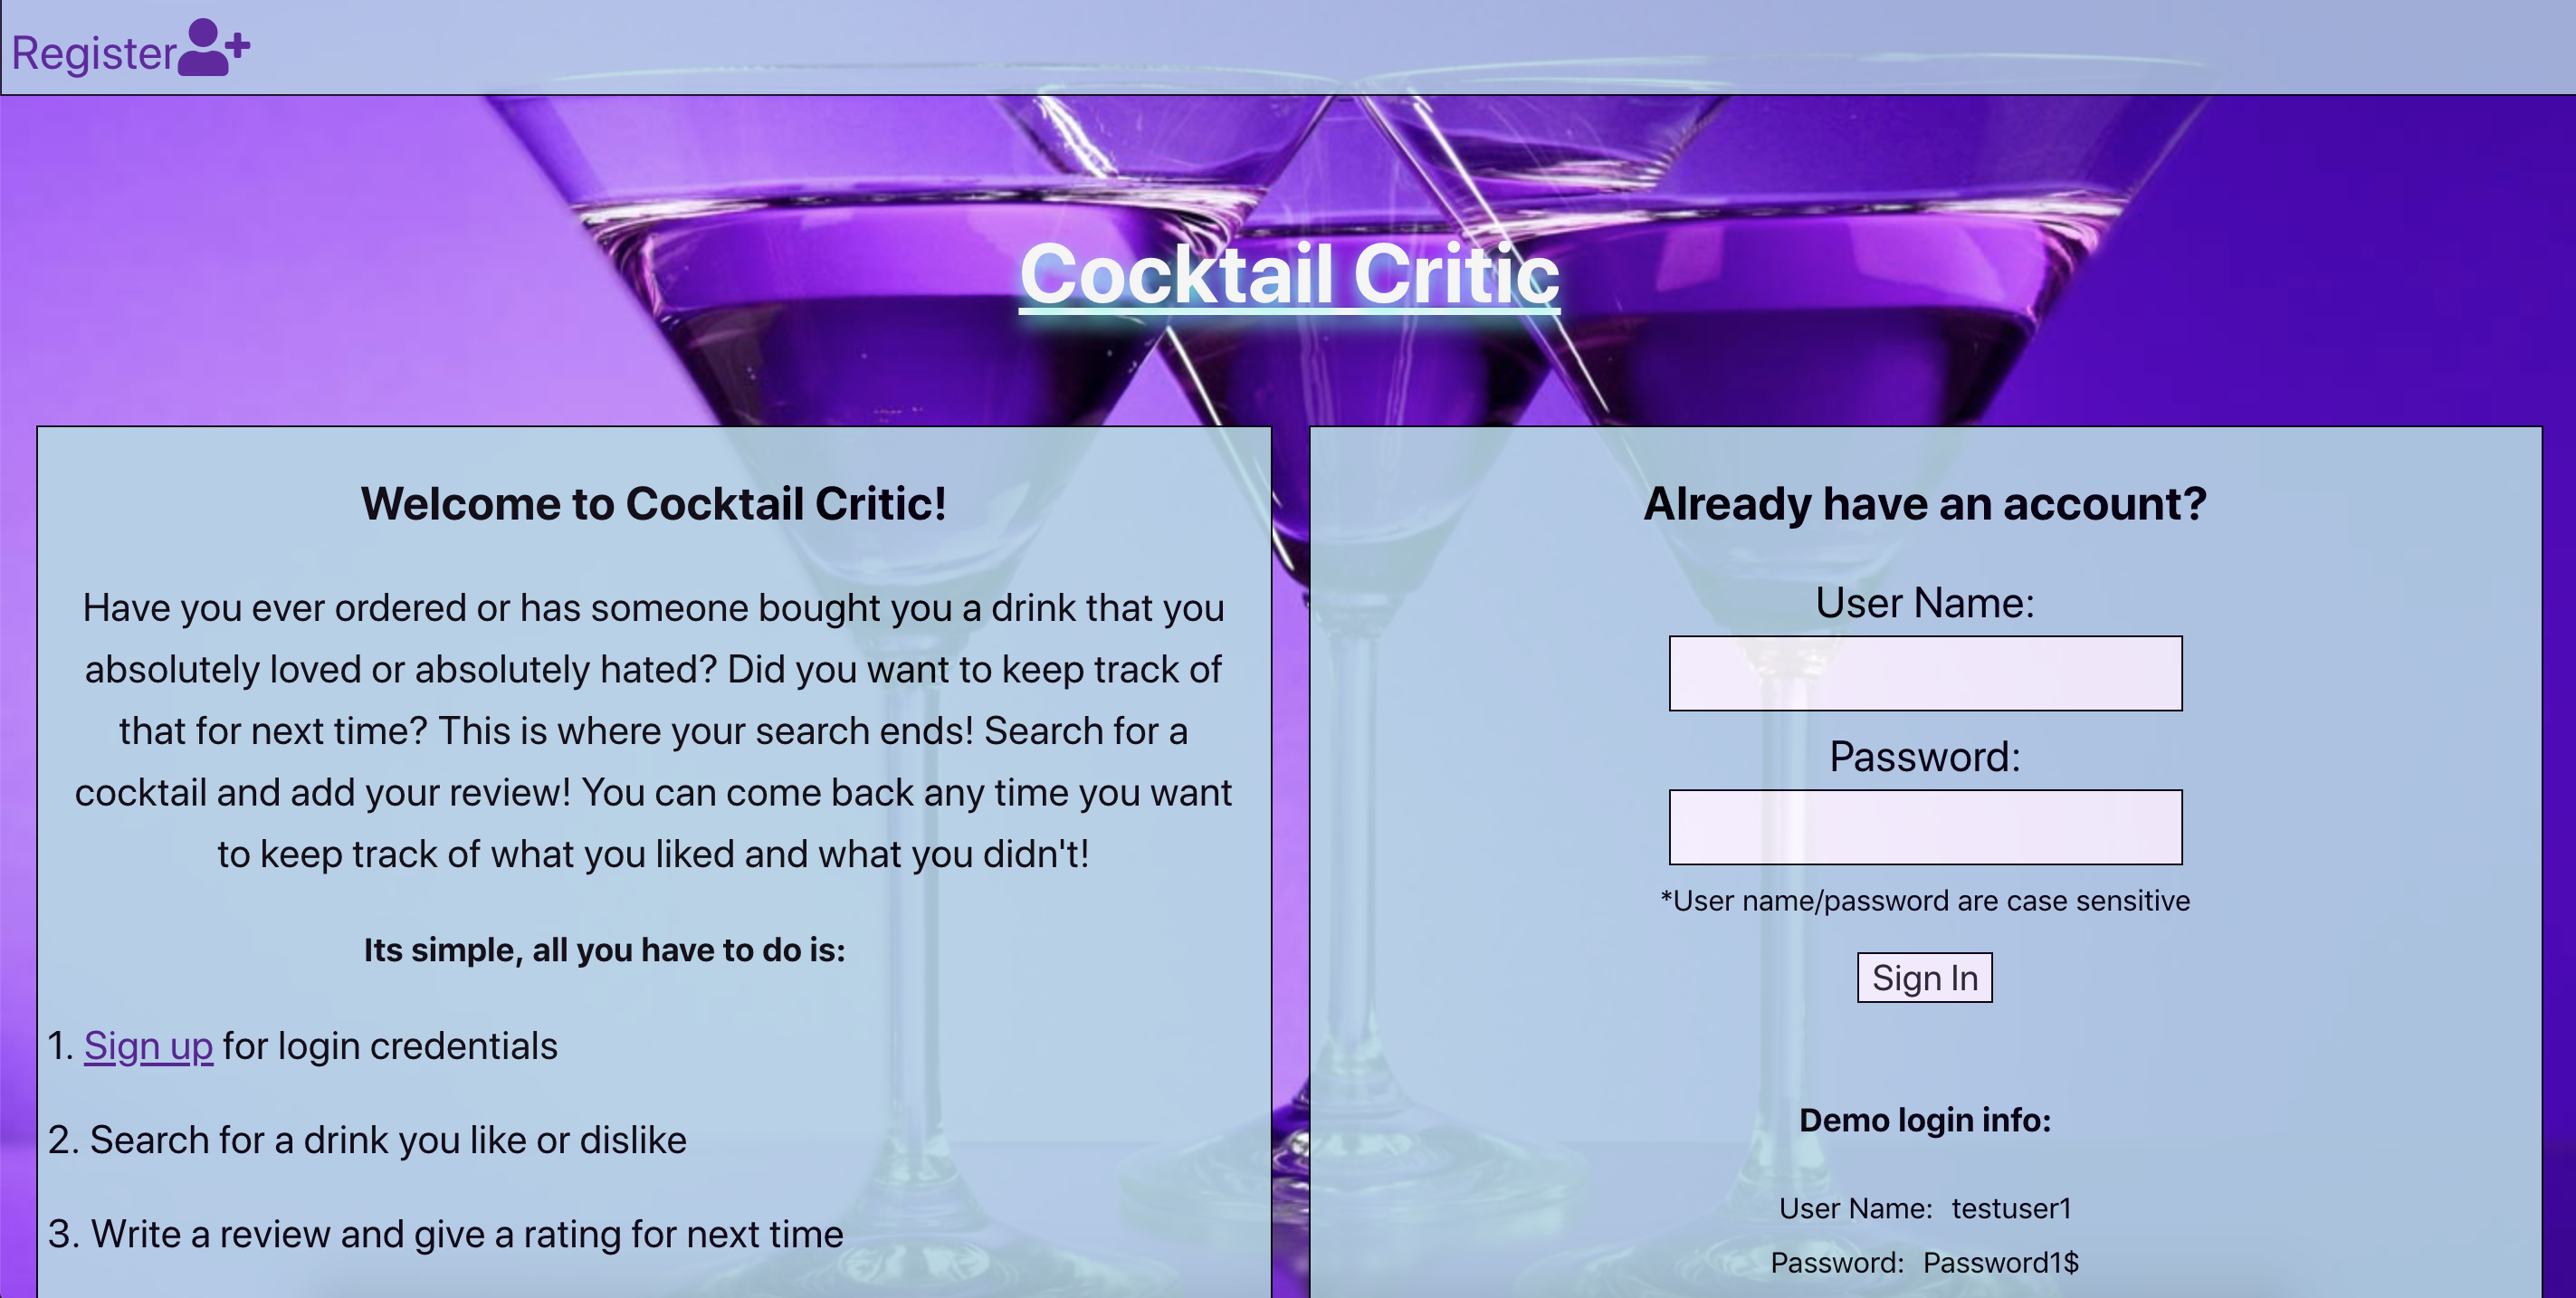 Register
Cocktail Critic
Welcome to Cocktail Critic!
Have you ever ordered or has someone bought you a drink that you
absolutely loved or absolutely hated? Did you want to keep track of
that for next time? This is where your search ends! Search for a
cocktail and add your review! You can come back any time you want
to keep track of what you liked and what you didn't!
Its simple, all you have to do is:
1. Sign up for login credentials
2. Search for a drink you like or dislike
3. Write a review and give a rating for next time
Already have an account?
User Name:
Password:
*User name/password are case sensitive
Sign In
Demo login info:
User Name: testuser1
Password: Password1$